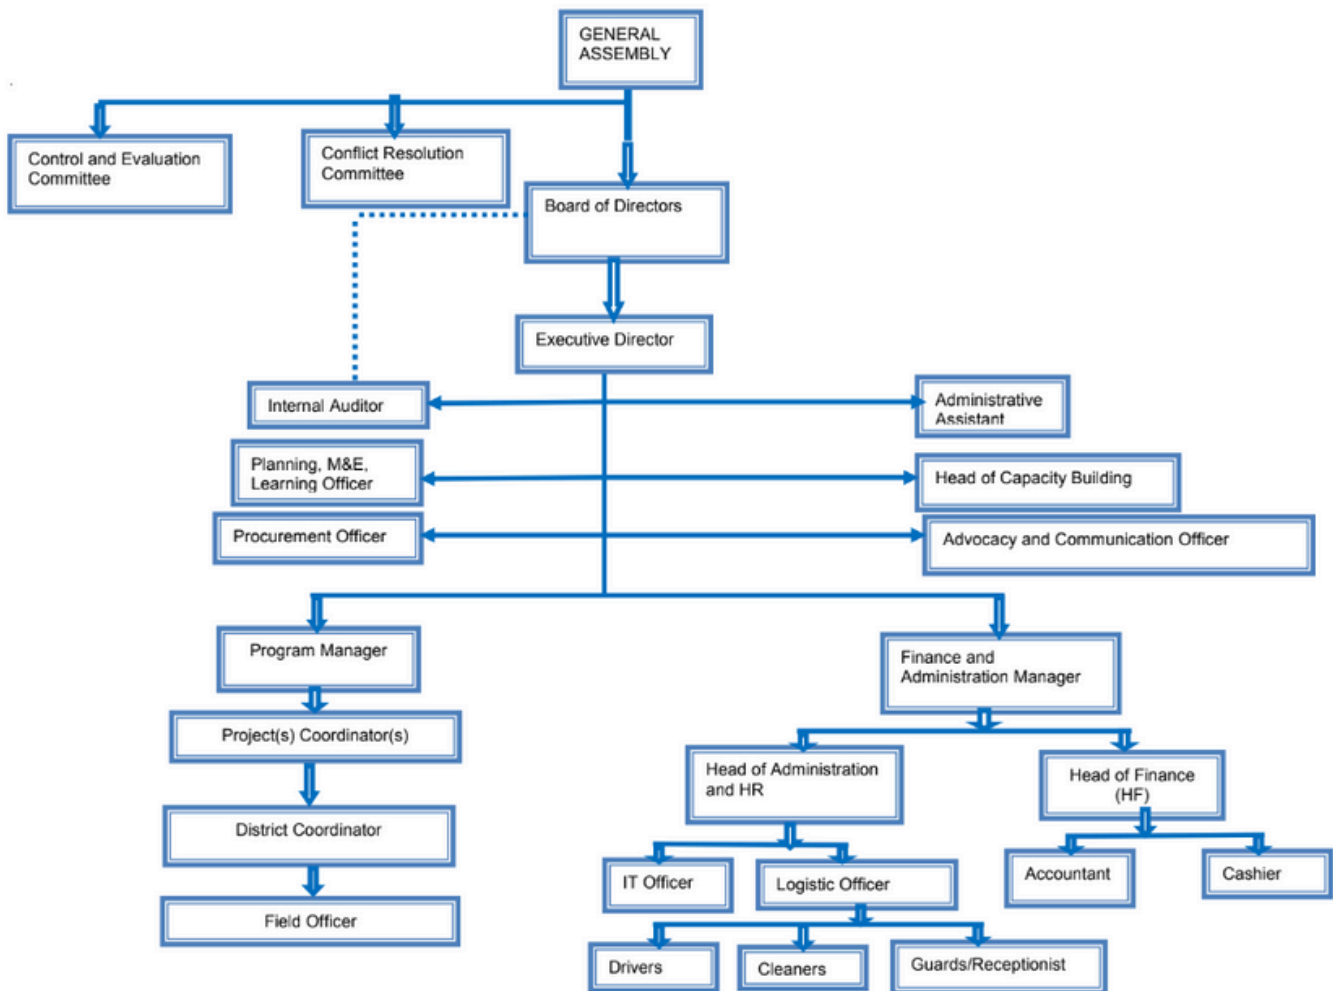 GENERAL
ASSEMBLY
Control and Evaluation
Committee
Conflict Resolution
Committee
Board of Directors
Executive Director
Internal Auditor
Administrative
Assistant
Planning, M&E,
Learning Officer
Head of Capacity Building
Procurement Officer
Advocacy and Communication Officer
Program Manager
Finance and
Administration Manager
Project(s) Coordinator(s)
Head of Administration
and HR
Head of Finance
(HF)
District Coordinator
IT Officer
Logistic Officer
Accountant
Cashier
Field Officer
Drivers
Cleaners
Guards/Receptionist